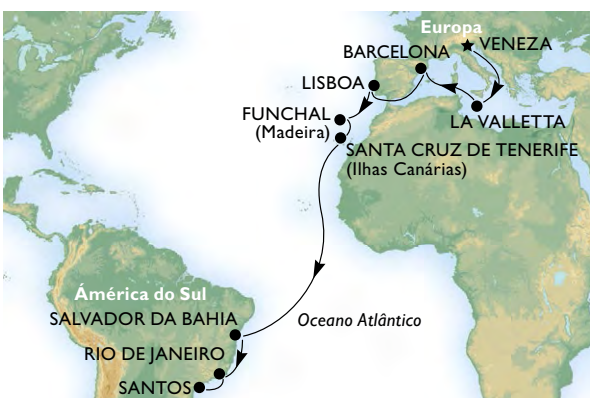 Europa
VENEZA
BARCELONA
LISBOA
LA VALLETTA
FUNCHAL
(Madeira)
SANTA CRUZ DE TENERIFE
(Ilhas Canárias)
Ámérica do Sul
SALVADOR DA BAHIA
Oceano Atlântico
RIO DE JANEIRO
SANTOS